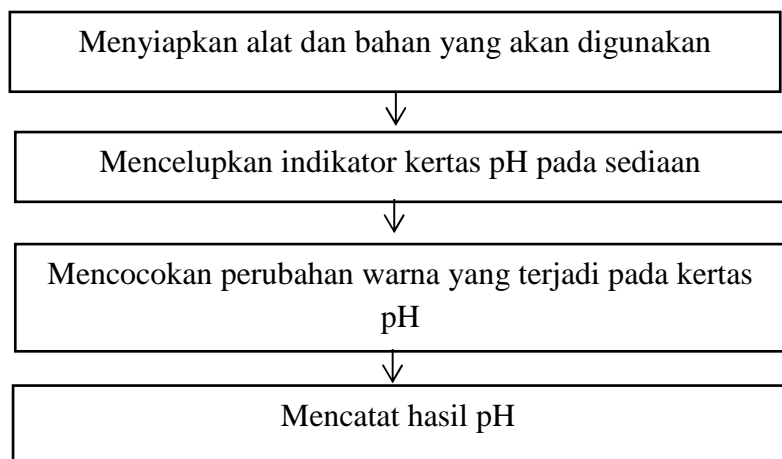 Menyiapkan alat dan bahan yang akan digunakan
Mencelupkan indikator kertas pH pada sediaan
Mencocokan perubahan warna yang terjadi pada kertas
pH
Mencatat hasil pH